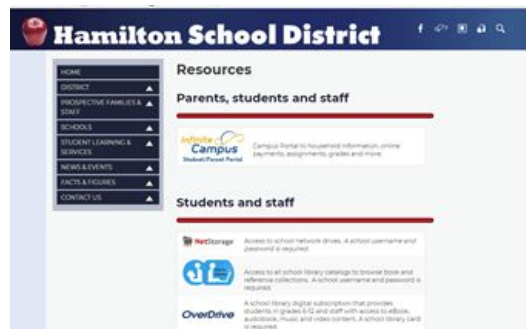 Hamilton School District
HOME
DISTRICT
PROSPECTIVE FAMILIES &
STAFF
SCHOOLS
STUDENT LEARNING &
SERVICES
NEWS & EVENTS
FACTS & FIGURES
CONTACT US
Resources
Parents, students and staff
Infinite
Campus
Student/Parent Portal
Campus Portal to household information, online
payments, assignments, grades and more.
Students and staff
NetStorage
Access to school network drives. A school username and
password is required.
Access to all school library catalogs to browse book and
reference collections. A school username and password is
required.
OverDrive
A school library digital subscription that provides
students in grades 6-12 and staff with access to eBook,
audiobook, music and video content. A school library card
is required.